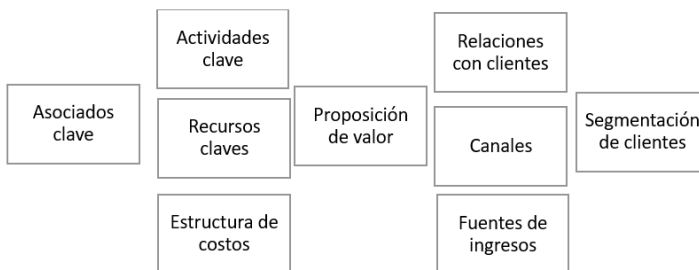 Asociados
clave
Actividades
clave
Recursos
claves
Estructura de
costos
Proposición
de valor
Relaciones
con clientes
Canales
Fuentes de
ingresos
Segmentación
de clientes